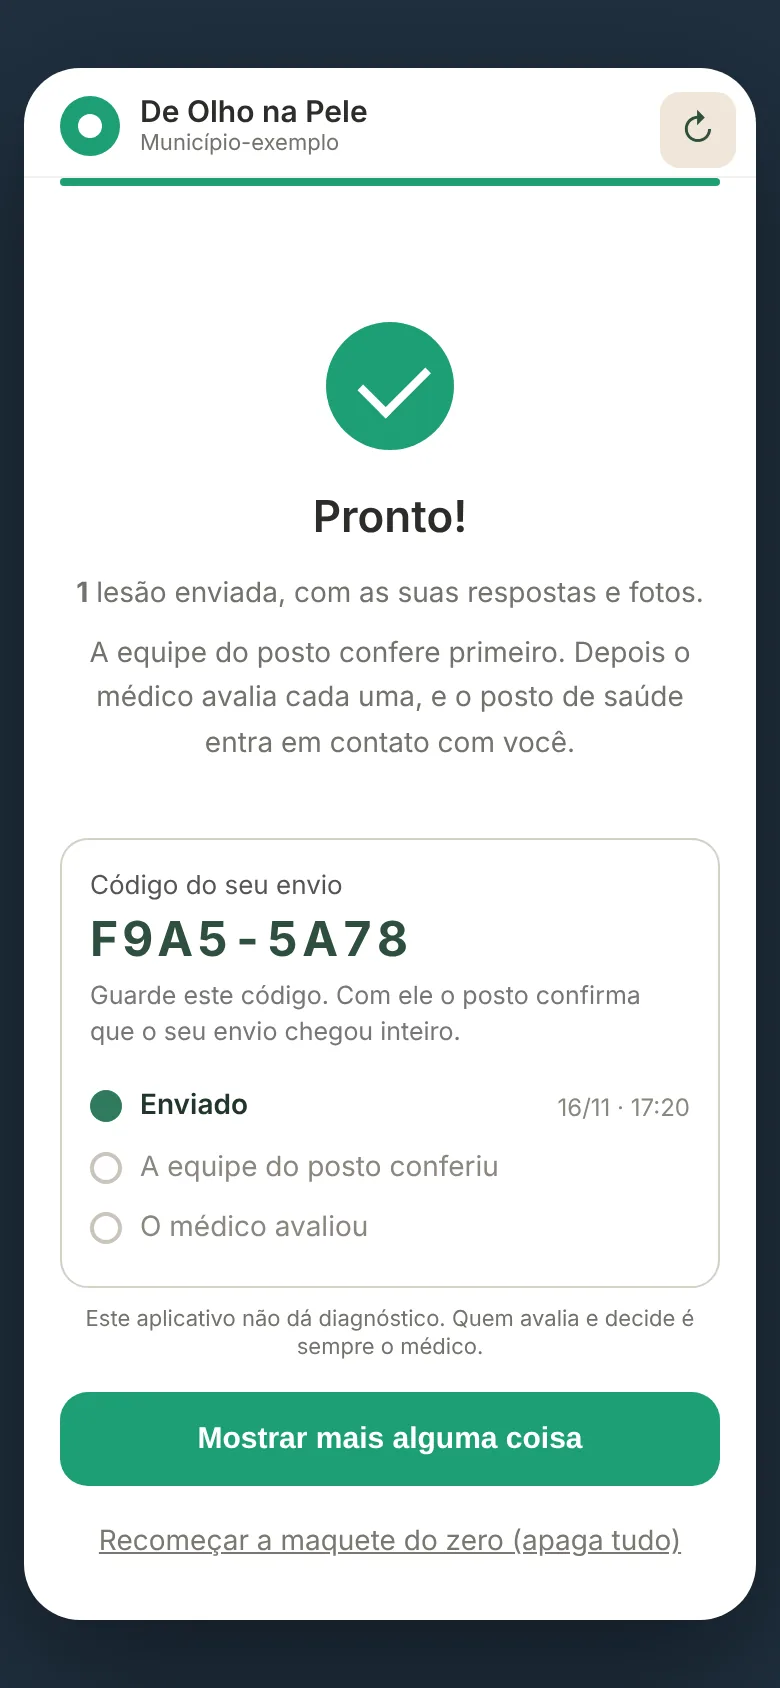 De Olho na Pele
Município-exemplo
Pronto!
1 lesão enviada, com as suas respostas e fotos.
A equipe do posto confere primeiro. Depois o
médico avalia cada uma, e o posto de saúde
entra em contato com você.
Código do seu envio
F9A5-5A78
Guarde este código. Com ele o posto confirma
que o seu envio chegou inteiro.
Enviado 16/11 · 17:20
A equipe do posto conferiu
O médico avaliou
Este aplicativo não dá diagnóstico. Quem avalia e decide é
sempre o médico.
Mostrar mais alguma coisa
Recomeçar a maquete do zero (apaga tudo)